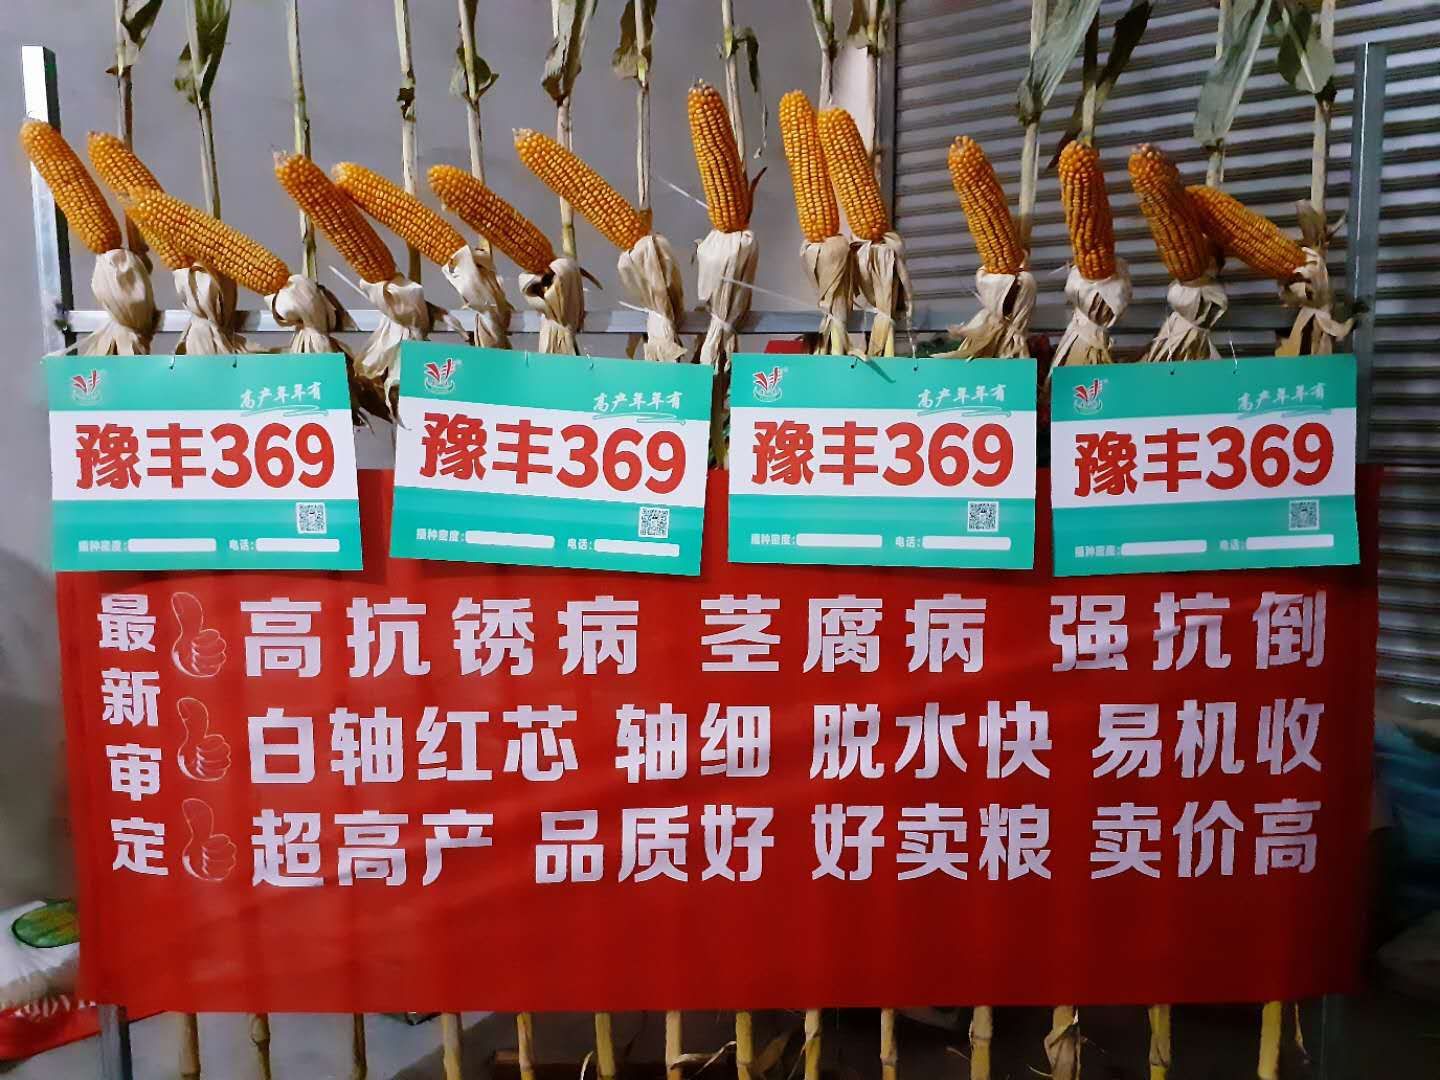 高产年年有
豫丰369
播种密度:
电话:
高产年年有
豫丰369
播种密度:
电话:
高产年年有
豫丰369
播种密度:
电话:
高产年年有
豫丰369
播种密度:
电话:
最新审定
高抗锈病 茎腐病 强抗倒
白轴红芯 轴细 脱水快 易机收
超高产 品质好 好卖粮 卖价高